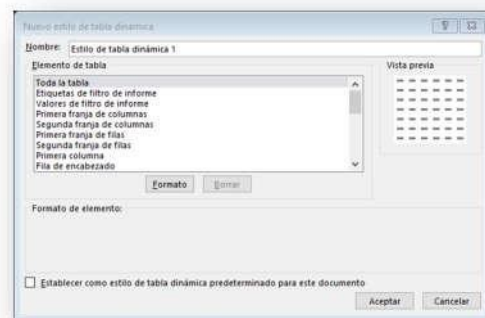 Nuevo estilo de tabla dinámica
Nombre: Estilo de tabla dinámica 1
Elemento de tabla
Toda la tabla
Etiquetas de filtro de informe
Valores de filtro de informe
Primera franja de columnas
Segunda franja de columnas
Primera franja de filas
Segunda franja de filas
Primera columna
Fila de encabezado
Formato Borrar
Vista previa
Formato de elemento:
Establecer como estilo de tabla dinámica predeterminado para este documento
Aceptar Cancelar